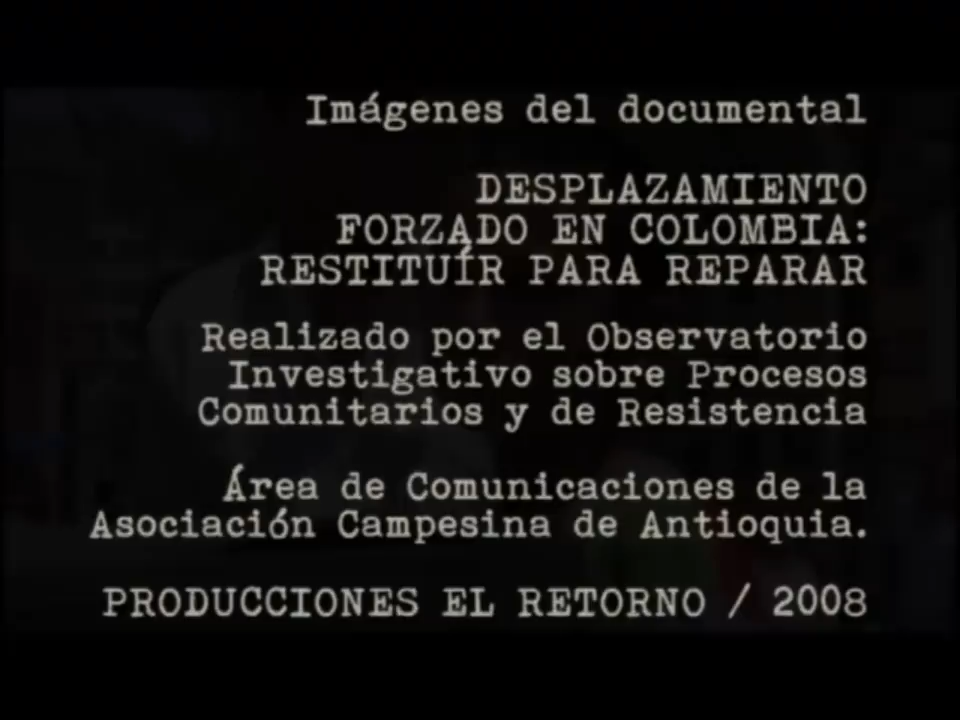 Imágenes del documental
DESPLAZAMIENTO
FORZADO EN COLOMBIA:
RESTITUÍR PARA REPARAR
Realizado por el Observatorio
Investigativo sobre Procesos
Comunitarios y de Resistencia
Área de Comunicaciones de la
Asociación Campesina de Antioquia.
PRODUCCIONES EL RETORNO / 2008